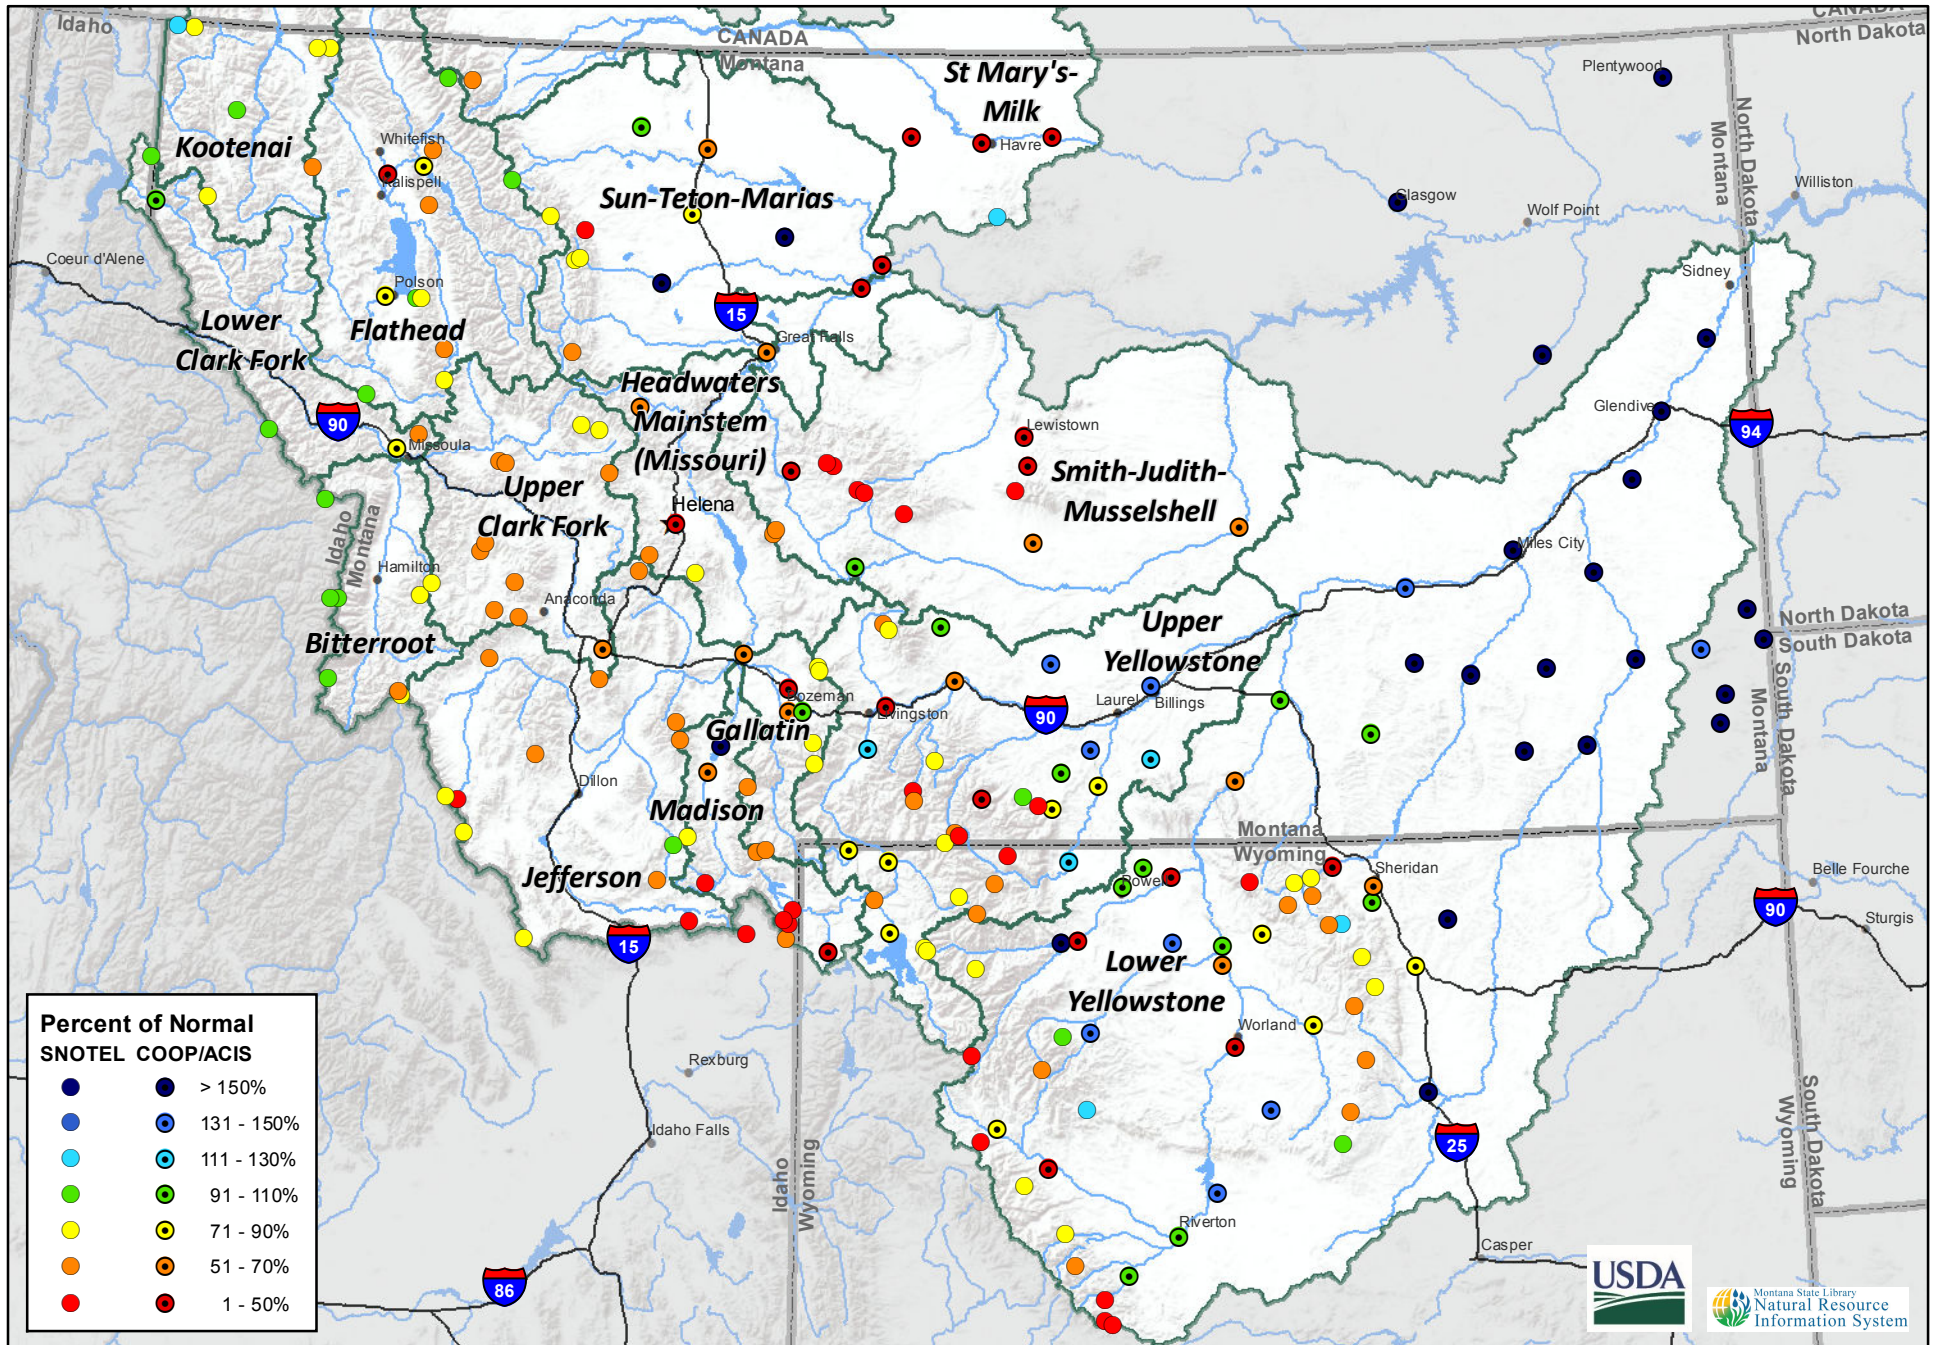 CANADA
North Dakota
Idaho
CANADA
Montana
Plentywood
St Mary's-
Milk
North Dakota
Montana
Kootenai
Whitefish
Havre
Kalispell
Sun-Teton-Marias
Glasgow
Williston
Wolf Point
Coeur d'Alene
Polson
Sidney
15
Lower
Clark Fork
Flathead
Great Falls
Headwaters
Mainstem
(Missouri)
90
Missoula
Lewistown
Glendive
94
Smith-Judith-
Musselshell
Upper
Clark Fork
Helena
Idaho
Montana
Miles City
Hamilton
Anaconda
Bitterroot
Upper
Yellowstone
North Dakota
South Dakota
Bozeman
Livingston
Laurel
Billings
90
Gallatin
South Dakota
Montana
Dillon
Madison
Montana
Wyoming
Jefferson
Powell
Sheridan
Belle Fourche
90
Sturgis
15
Lower
Yellowstone
Worland
Rexburg
Idaho Falls
Idaho
Wyoming
25
South Dakota
Wyoming
Riverton
Casper
86
Percent of Normal
SNOTEL COOP/ACIS
> 150%
131 - 150%
111 - 130%
91 - 110%
71 - 90%
51 - 70%
1 - 50%
USDA
Montana State Library
Natural Resource
Information System